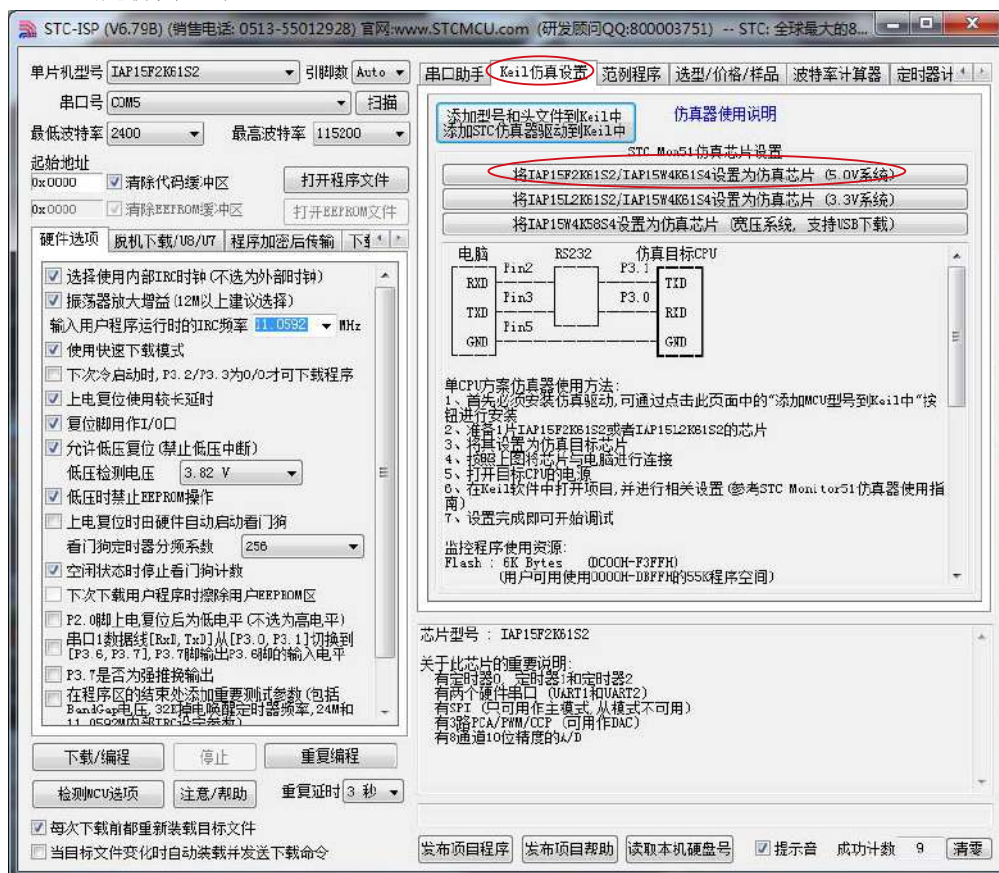 STC-ISP (V6.79B) (销售电话: 0513-55012928) 官网:www.STCMCU.com (研发顾问QQ:800003751) -- STC: 全球最大的8...
单片机型号 IAP15F2K61S2 引脚数 Auto
串口号 COM5 扫描
最低波特率 2400 最高波特率 115200
起始地址
0x0000 清除代码缓冲区 打开程序文件
0x0000 清除EEPROM缓冲区 打开EEPROM文件
硬件选项 脱机下载/U8/U7 程序加密后传输
选择使用内部IRC时钟(不选为外部时钟)
振荡器放大增益(12M以上建议选择)
输入用户程序运行时的IRC频率 11.0592 MHz
使用快速下载模式
下次冷启动时,P3.2/P3.3为0/0才可下载程序
上电复位使用较长延时
复位脚用作I/O口
允许低压复位(禁止低压中断)
低压检测电压 3.82 V
低压时禁止EEPROM操作
上电复位时由硬件自动启动看门狗
看门狗定时器分频系数 256
空闲状态时停止看门狗计数
下次下载用户程序时擦除用户EEPROM区
P2.0脚上电复位后为低电平(不选为高电平)
串口1数据线[RxD,TxD]从[P3.0,P3.1]切换到
[P3.6,P3.7],P3.7脚输出P3.6脚的输入电平
P3.7是否为强推挽输出
在程序区的结束处添加重要测试参数(包括
BandGap电压,32K掉电唤醒定时器频率,24M和
11.0592M内部IRC设定参数)
下载/编程 停止 重复编程
检测MCU选项 注意/帮助 重复延时 3 秒
每次下载前都重新装载目标文件
当目标文件变化时自动装载并发送下载命令
串口助手 Keil仿真设置 范例程序 选型/价格/样品 波特率计算器 定时器计
添加型号和头文件到Keil中
添加STC仿真器驱动到Keil中
仿真器使用说明
STC Mon51仿真芯片设置
将IAP15F2K61S2/IAP15W4K61S4设置为仿真芯片 (5.0V系统)
将IAP15L2K61S2/IAP15W4K61S4设置为仿真芯片 (3.3V系统)
将IAP15W4K58S4设置为仿真芯片 (宽压系统, 支持USB下载)
电脑 RS232 仿真目标CPU
Pin2 P3.1
RXD TXD
Pin3 P3.0
TXD RXD
Pin5
GND GND
单CPU方案仿真器使用方法:
1、首先必须安装仿真驱动,可通过点击此页面中的“添加MCU型号到Keil中”按
钮进行安装
2、准备1片IAP15F2K61S2或者IAP15L2K61S2的芯片
3、将其设置为仿真目标芯片
4、按照上图将芯片与电脑进行连接
5、打开目标CPU的电源
6、在Keil软件中打开项目,并进行相关设置(参考STC Monitor51仿真器使用指
南)
7、设置完成即可开始调试
监控程序使用资源:
Flash : 6K Bytes (DC00H-F3FFH)
(用户可用使用0000H-DBFFH的55K程序空间)
芯片型号 : IAP15F2K61S2
关于此芯片的重要说明:
有定时器0, 定时器1和定时器2
有两个硬件串口 (UART1和UART2)
有SPI (只可用作主模式,从模式不可用)
有3路PCA/PWM/CCP (可用作DAC)
有8通道10位精度的A/D
发布项目程序 发布项目帮助 读取本机硬盘号 提示音 成功计数 9 清零